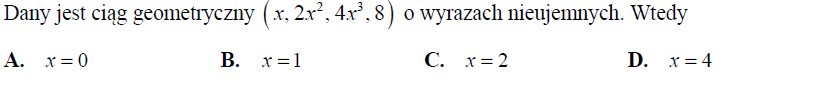 Dany jest ciąg geometryczny (x, 2x², 4x³, 8) o wyrazach nieujemnych. Wtedy
A. x = 0 B. x = 1 C. x = 2 D. x = 4